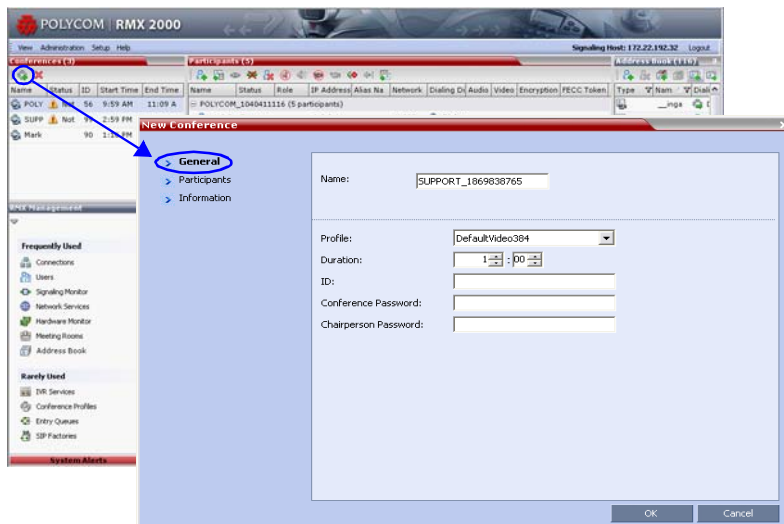 POLYCOM | RMX 2000
View Administration Setup Help
Signaling Host: 172.22.192.32 Logout
Conferences (3)
Participants (5)
Address Book (116)
Name Status ID Start Time End Time
Name Status Role IP Address Alias Na Network Dialing Di Audio Video Encryption FECC Token
Type Nam Diali
POLY Not 56 9:59 AM 11:09 A
POLYCOM_1040411116 (5 participants)
__inga
SUPP Not 2:59 PM
Mark 90
New Conference
General
Participants
Information
Name: SUPPORT_1869838765
Profile: DefaultVideo384
Duration: 1 : 00
ID:
Conference Password:
Chairperson Password:
RMX Management
Frequently Used
Connections
Users
Signaling Monitor
Network Services
Hardware Monitor
Meeting Rooms
Address Book
Rarely Used
IVR Services
Conference Profiles
Entry Queues
SIP Factories
System Alerts
OK Cancel